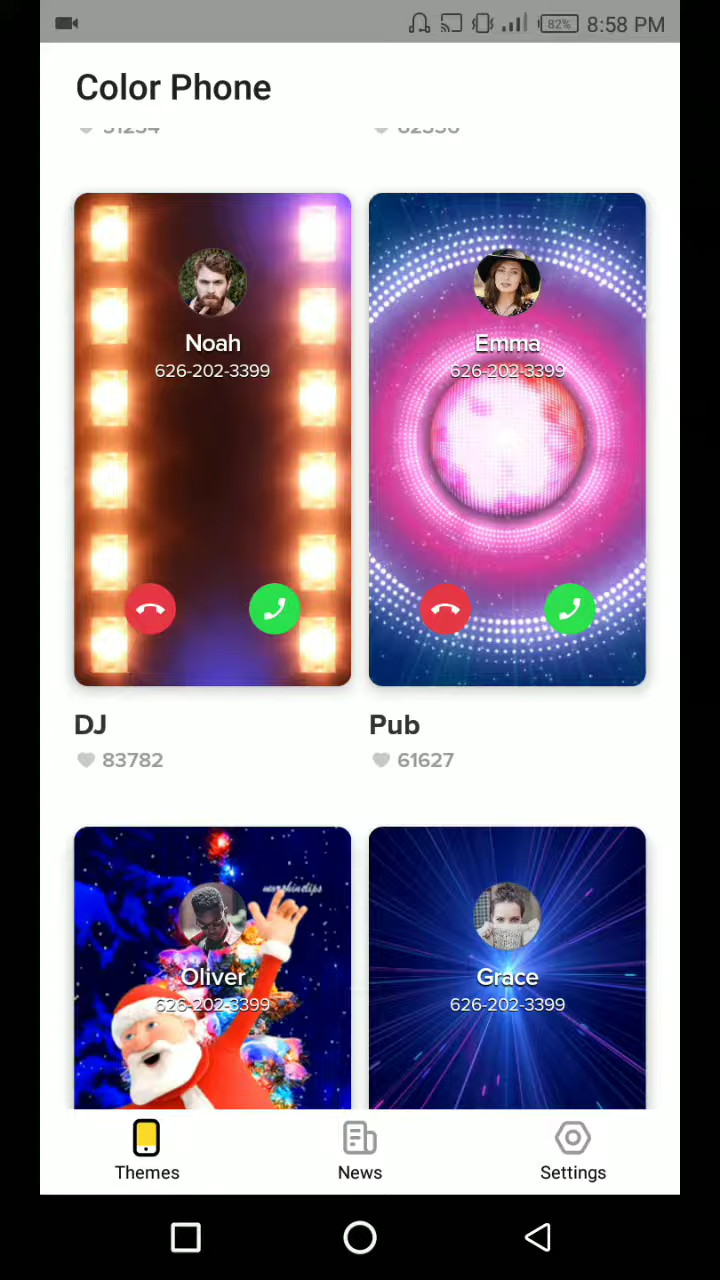 82% 8:58 PM
Color Phone
Noah
626-202-3399
Emma
626-202-3399
DJ
83782
Pub
61627
Oliver
626-202-3399
Grace
626-202-3399
Themes
News
Settings